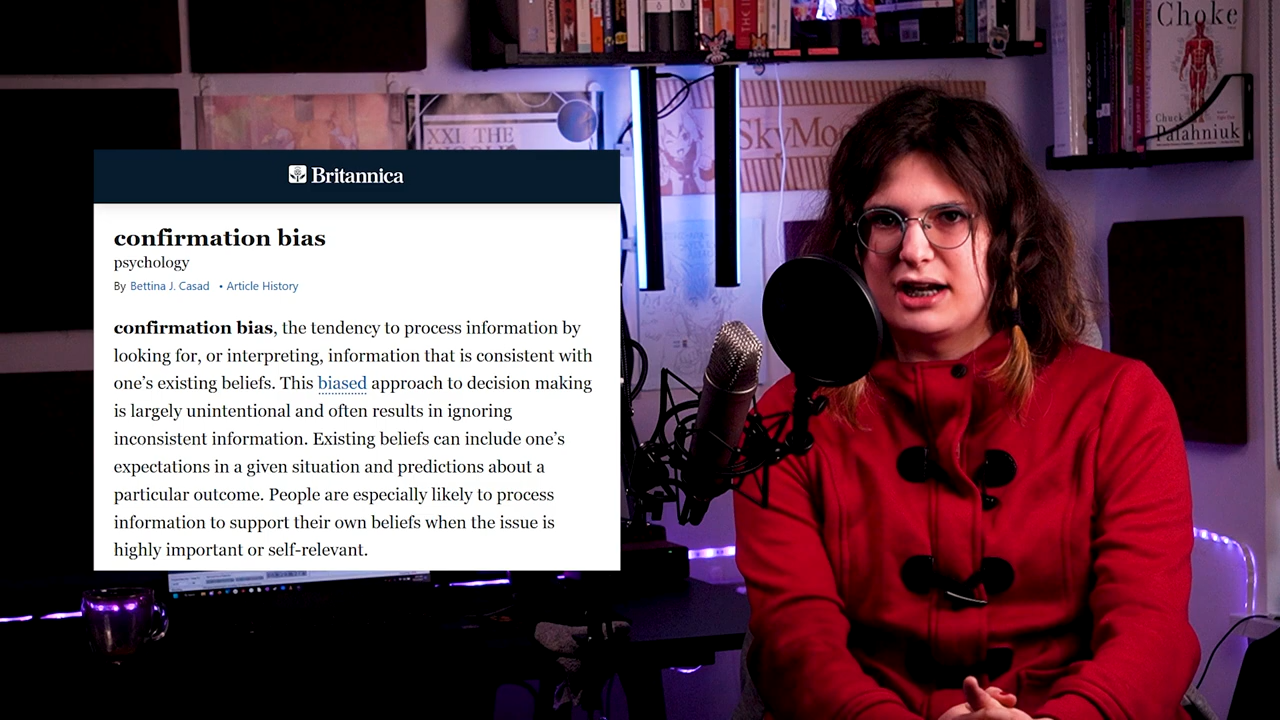 Choke
Chuck
Palahniuk
XXI. THE
SkyMo
Britannica
confirmation bias
psychology
By Bettina J. Casad • Article History
confirmation bias, the tendency to process information by
looking for, or interpreting, information that is consistent with
one’s existing beliefs. This biased approach to decision making
is largely unintentional and often results in ignoring
inconsistent information. Existing beliefs can include one’s
expectations in a given situation and predictions about a
particular outcome. People are especially likely to process
information to support their own beliefs when the issue is
highly important or self-relevant.